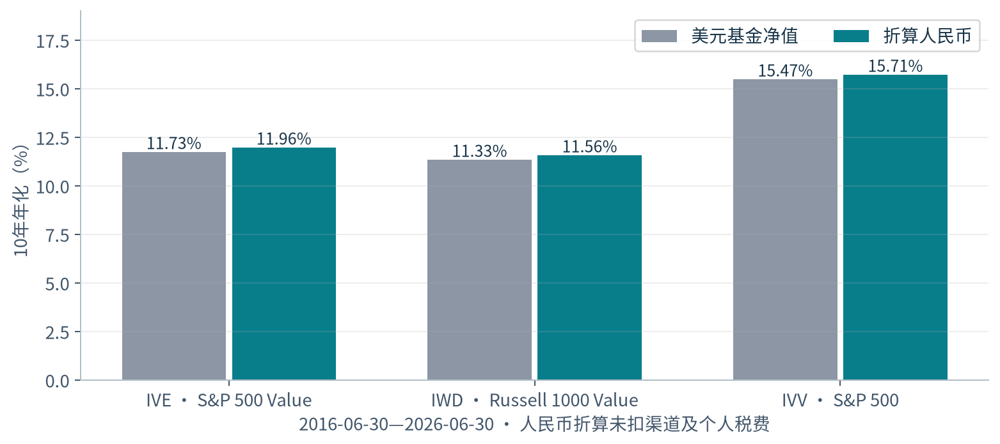 美元基金净值
折算人民币
10年年化（%）
17.5
15.0
12.5
10.0
7.5
5.0
2.5
0.0
11.73%
11.96%
11.33%
11.56%
15.47%
15.71%
IVE • S&P 500 Value
IWD • Russell 1000 Value
IVV • S&P 500
2016-06-30—2026-06-30 • 人民币折算未扣渠道及个人税费